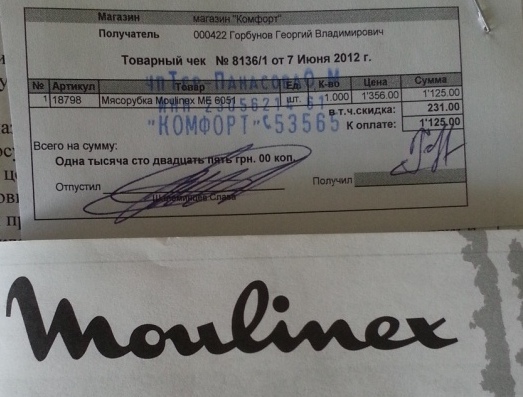 Магазин магазин "Комфорт"
Получатель 000422 Горбунов Георгий Владимирович
Товарный чек № 8136/1 от 7 Июня 2012 г.
№ Артикул Товар Ед. К-во Цена Сумма
1 18798 Мясорубка Moulinex ME 6051 шт. 1.000 1'356.00 1'125.00
в т.ч.скидка: 231.00
"КОМФОРТ" 53565 К оплате: 1'125.00
Всего на сумму:
Одна тысяча сто двадцать пять грн. 00 коп.
Отпустил Получил
Слава
Moulinex